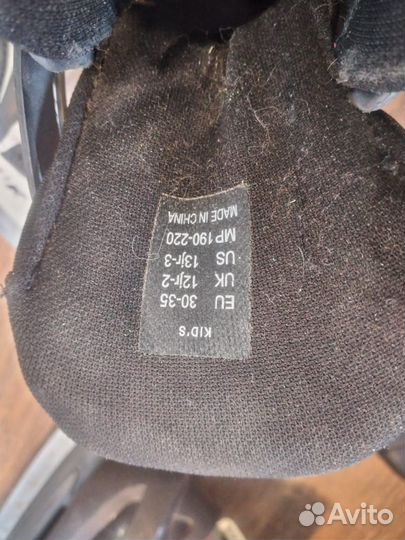 KID'S
EU 30-35
UK 12jr-2
US 13jr-3
MP 190-220
MADE IN CHINA
Avito